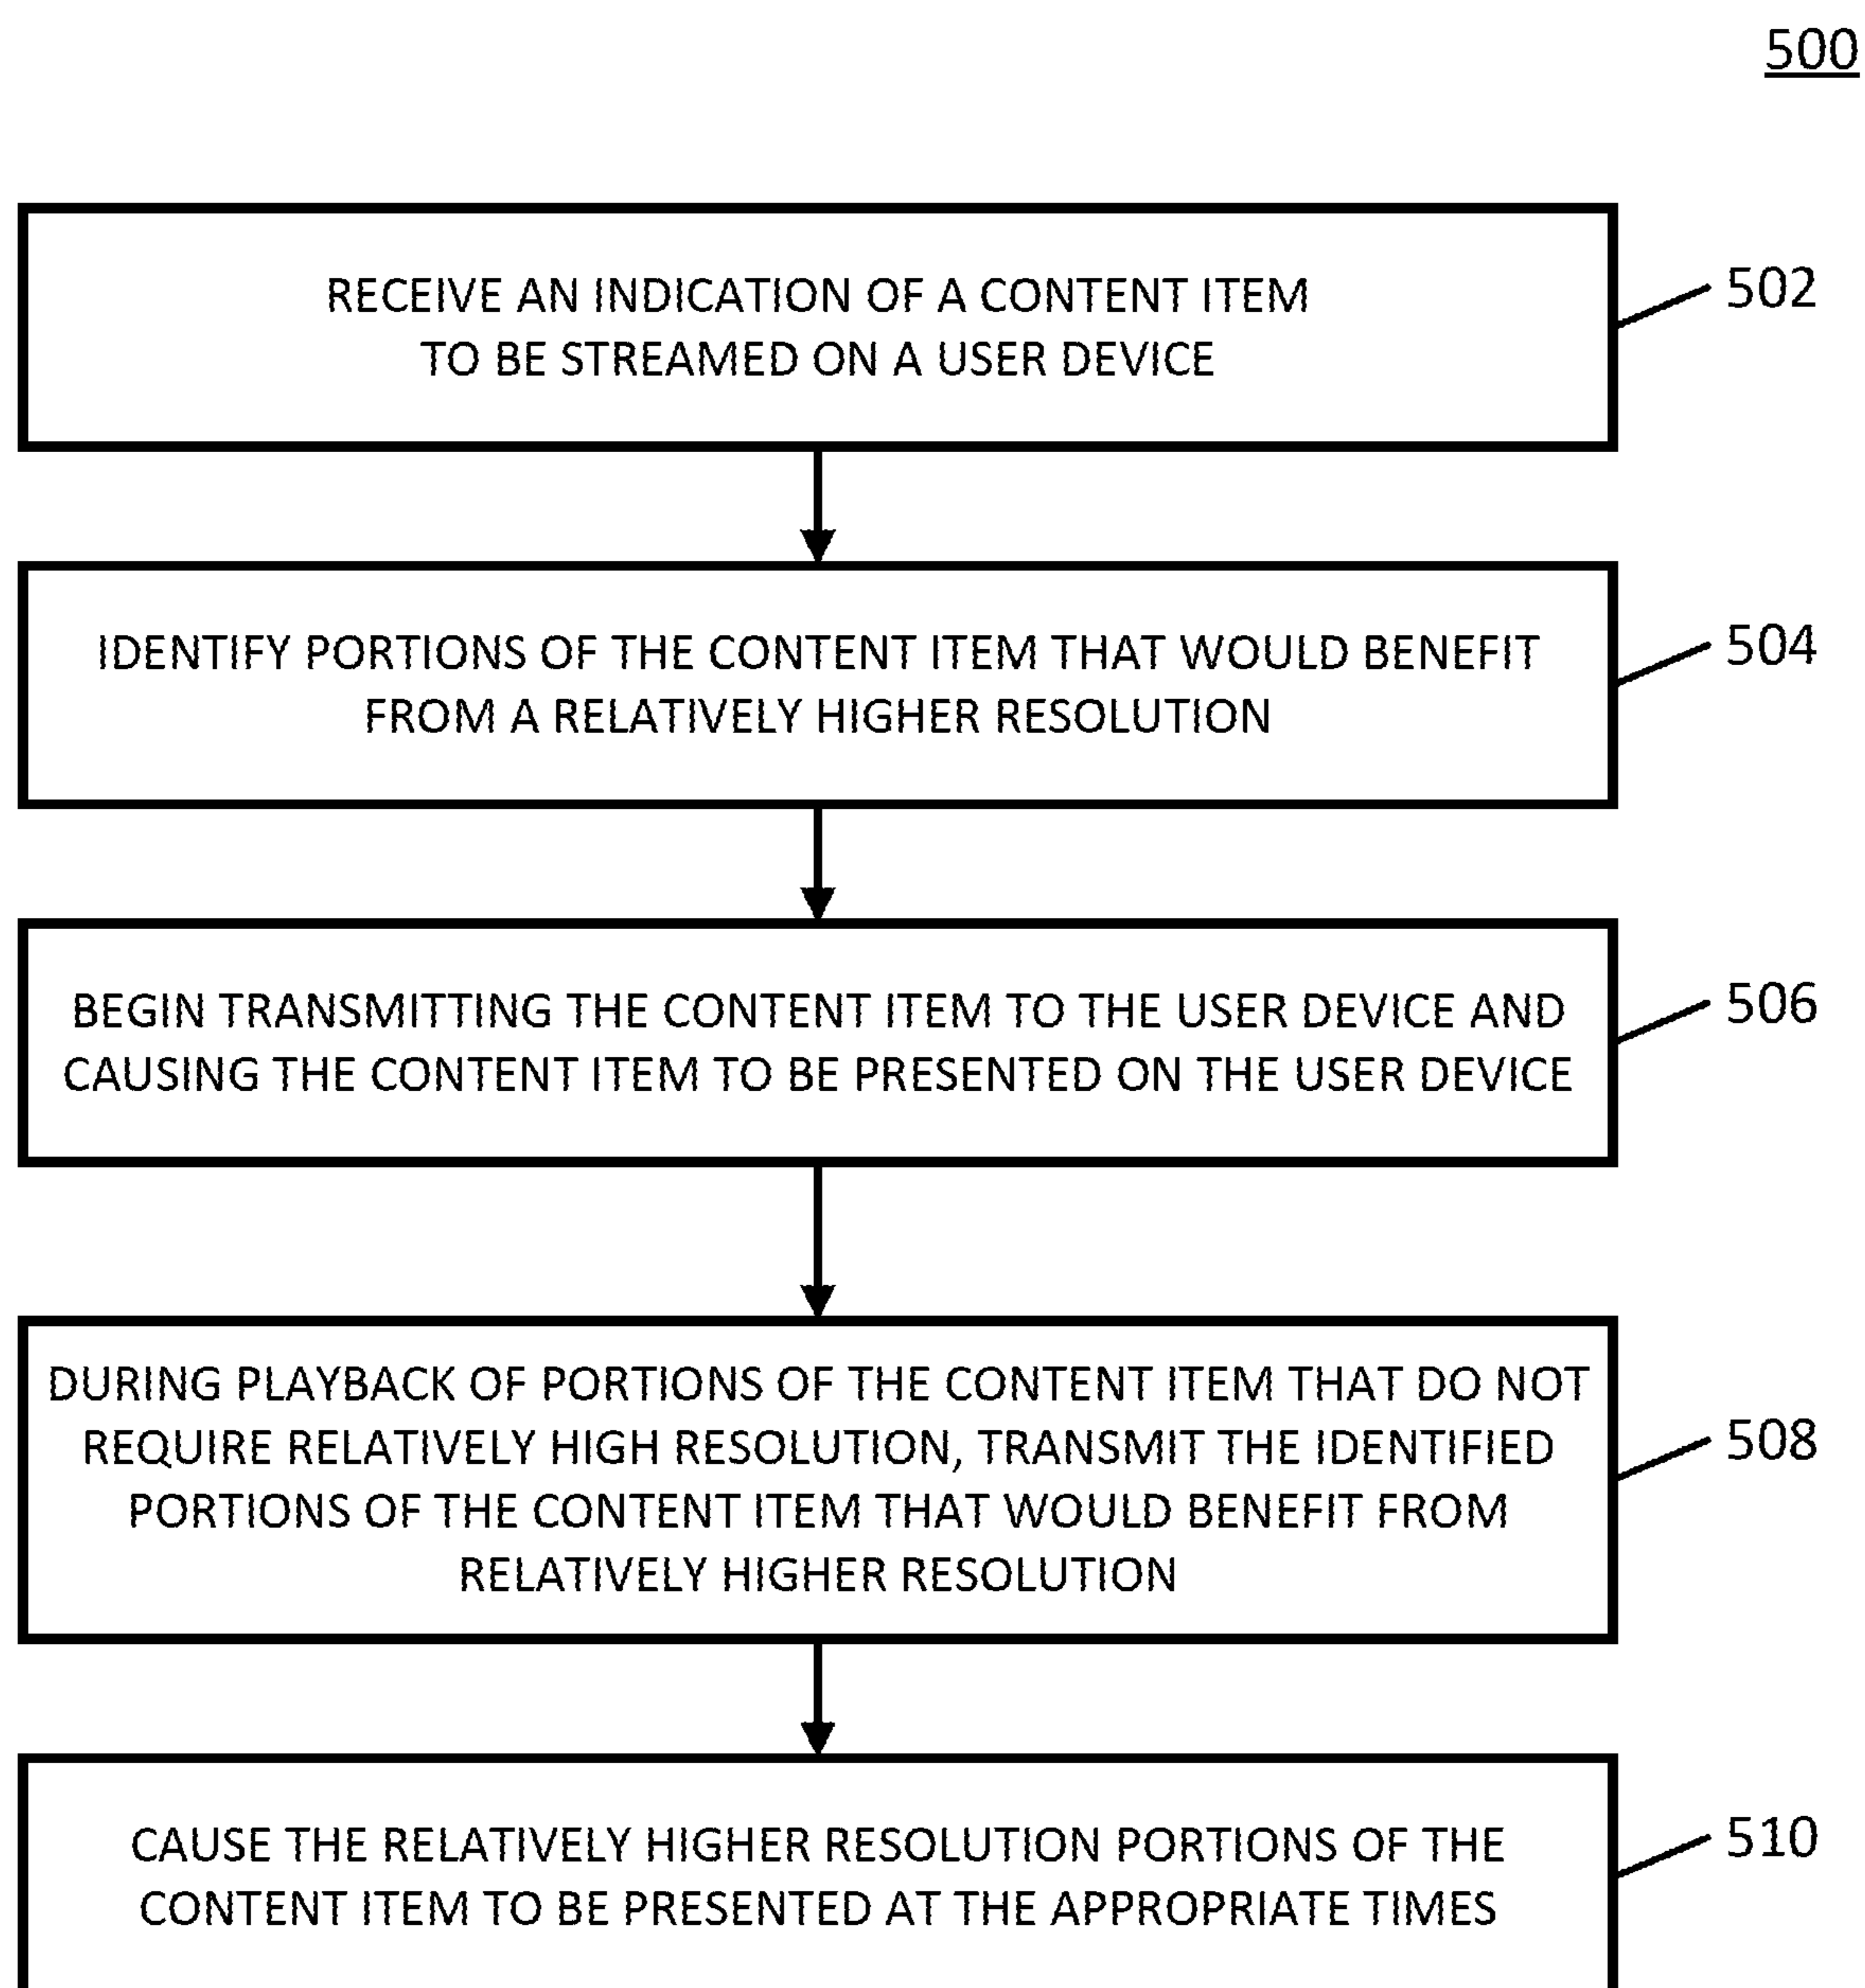 500
RECEIVE AN INDICATION OF A CONTENT ITEM
TO BE STREAMED ON A USER DEVICE
502
IDENTIFY PORTIONS OF THE CONTENT ITEM THAT WOULD BENEFIT
FROM A RELATIVELY HIGHER RESOLUTION
504
BEGIN TRANSMITTING THE CONTENT ITEM TO THE USER DEVICE AND
CAUSING THE CONTENT ITEM TO BE PRESENTED ON THE USER DEVICE
506
DURING PLAYBACK OF PORTIONS OF THE CONTENT ITEM THAT DO NOT
REQUIRE RELATIVELY HIGH RESOLUTION, TRANSMIT THE IDENTIFIED
PORTIONS OF THE CONTENT ITEM THAT WOULD BENEFIT FROM
RELATIVELY HIGHER RESOLUTION
508
CAUSE THE RELATIVELY HIGHER RESOLUTION PORTIONS OF THE
CONTENT ITEM TO BE PRESENTED AT THE APPROPRIATE TIMES
510